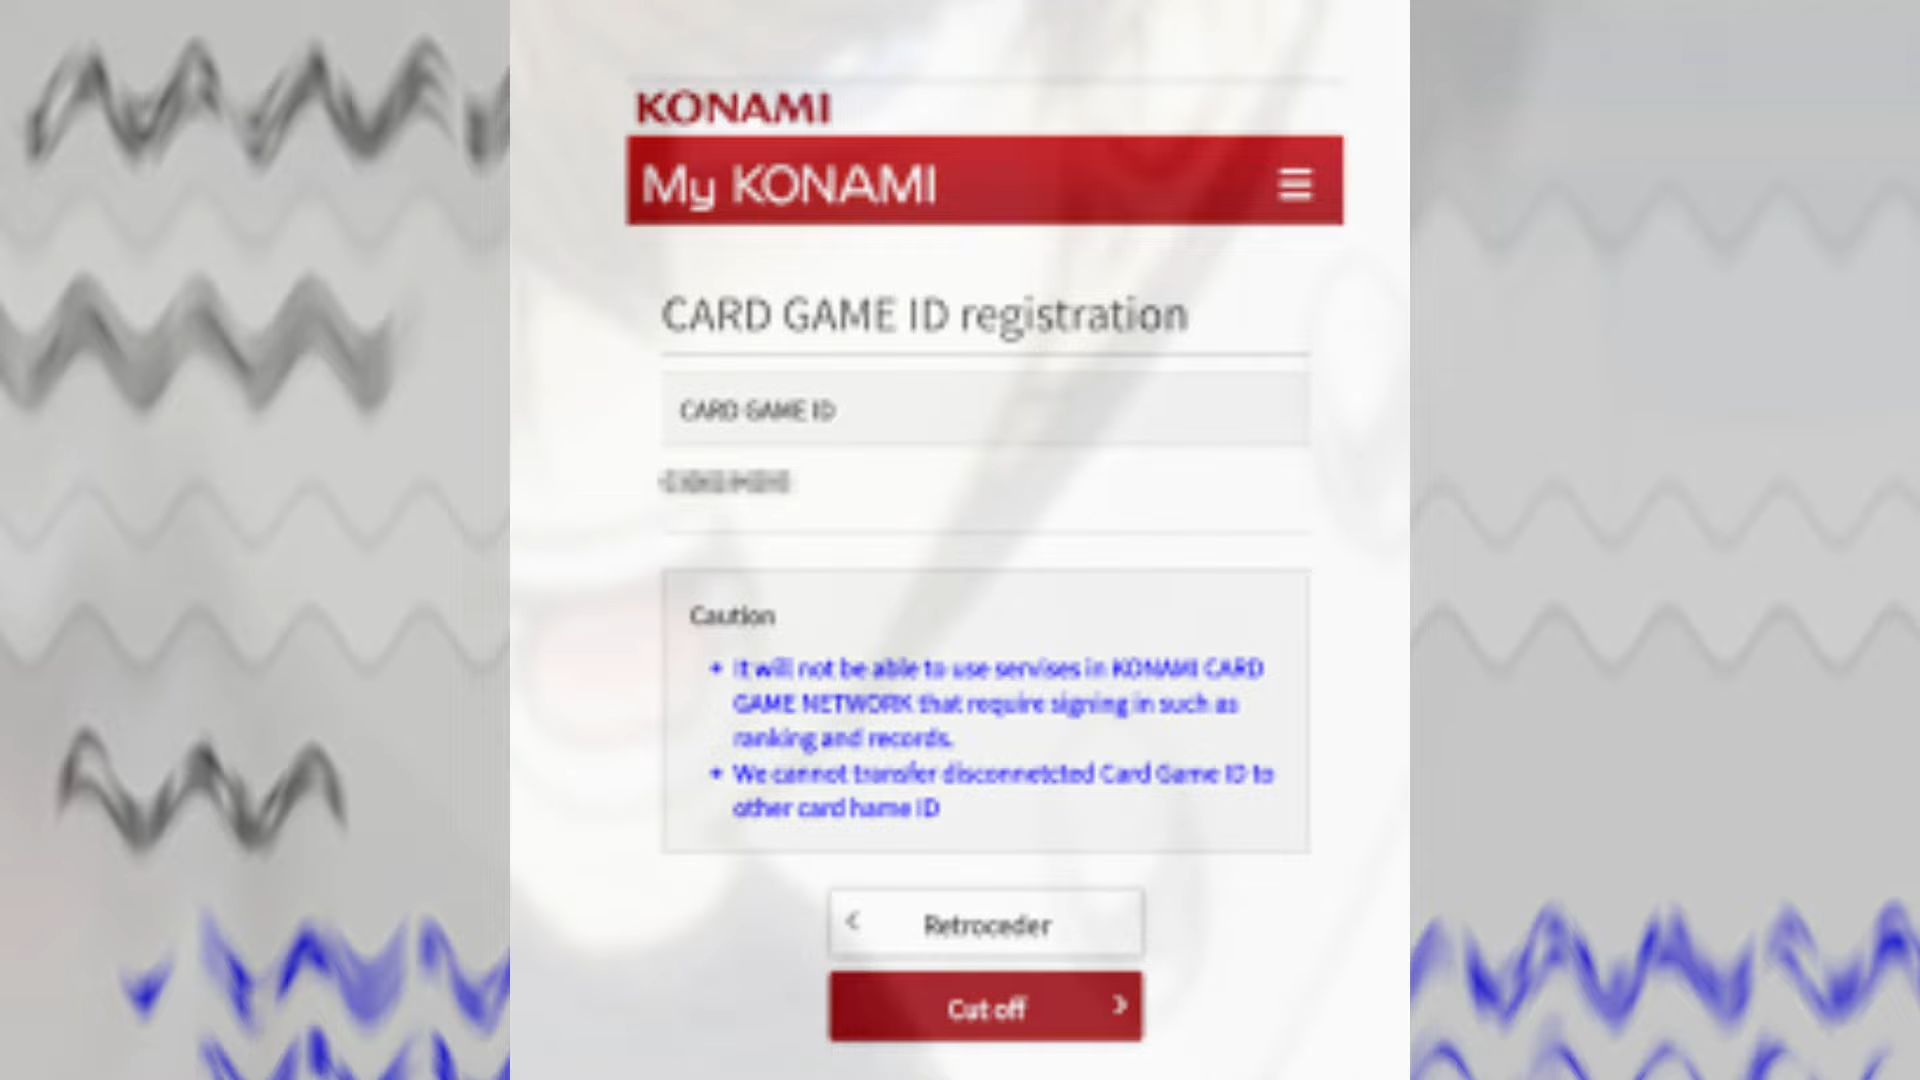 KONAMI
My KONAMI
CARD GAME ID registration
CARD GAME ID
Caution
It will not be able to use servises in KONAMI CARD
GAME NETWORK that require signing in such as
ranking and records.
We cannot transfer disconnetcted Card Game ID to
other card hame ID
Retroceder
Cut off